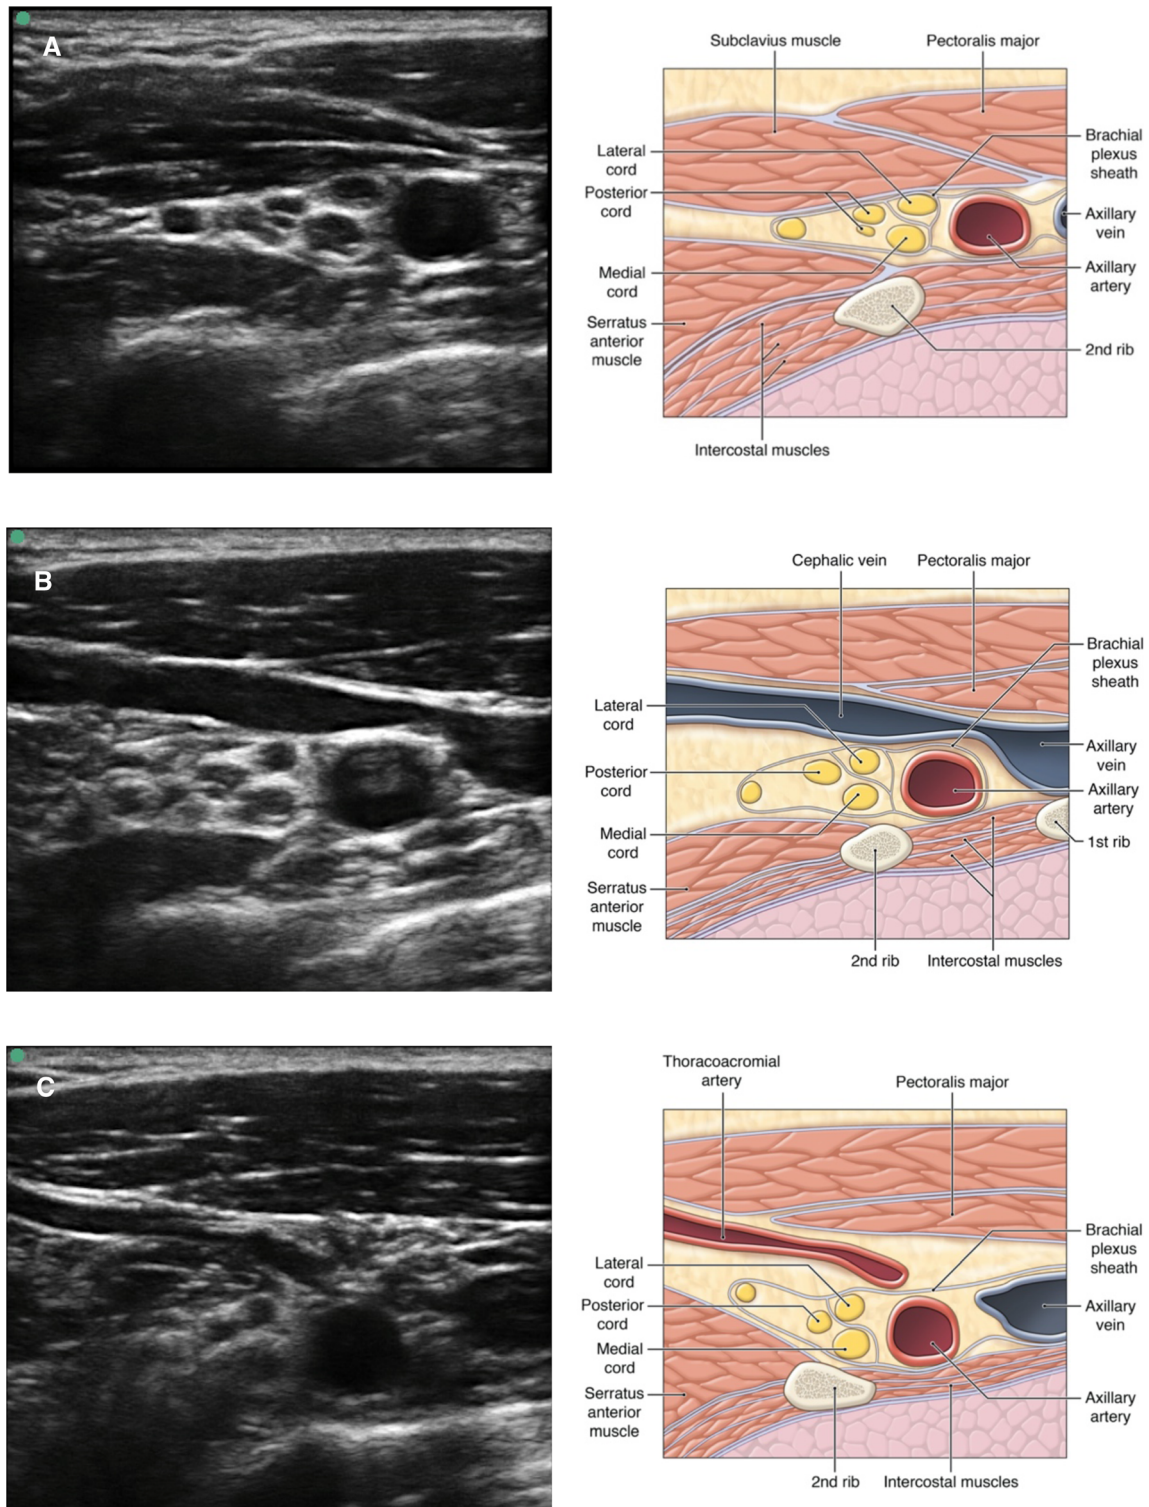 A
Subclavius muscle
Pectoralis major
Lateral
cord
Posterior
cord
Medial
cord
Serratus
anterior
muscle
Brachial
plexus
sheath
Axillary
vein
Axillary
artery
2nd rib
Intercostal muscles
B
Cephalic vein
Pectoralis major
Lateral
cord
Posterior
cord
Medial
cord
Serratus
anterior
muscle
Brachial
plexus
sheath
Axillary
vein
Axillary
artery
1st rib
2nd rib
Intercostal muscles
C
Thoracoacromial
artery
Pectoralis major
Lateral
cord
Posterior
cord
Medial
cord
Serratus
anterior
muscle
Brachial
plexus
sheath
Axillary
vein
Axillary
artery
2nd rib
Intercostal muscles